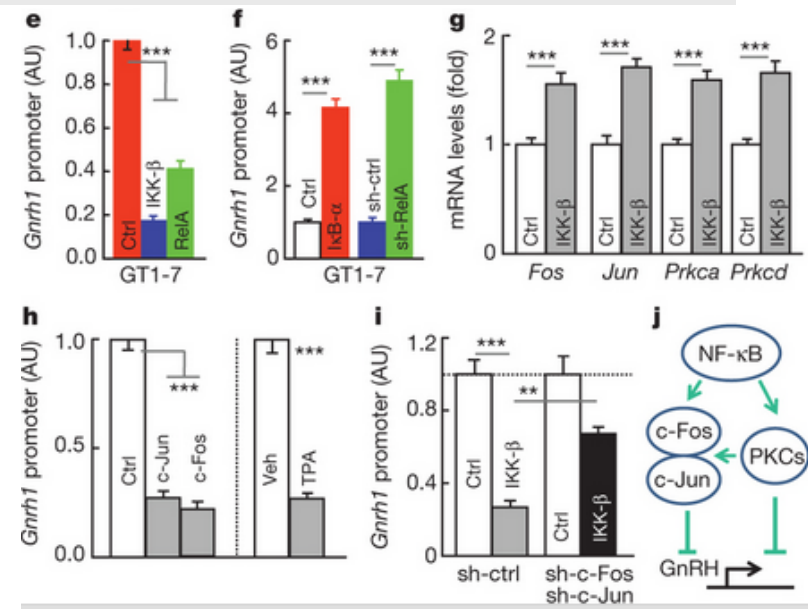 e
Gnrh1 promoter (AU)
1.0
0.8
0.6
0.4
0.2
0.0
***
Ctrl
IKK-β
RelA
GT1-7
f
Gnrh1 promoter (AU)
6
4
2
0
***
***
Ctrl
IκB-α
sh-ctrl
sh-RelA
GT1-7
g
mRNA levels (fold)
2
1
0
***
***
***
***
Ctrl
IKK-β
Ctrl
IKK-β
Ctrl
IKK-β
Ctrl
IKK-β
Fos
Jun
Prkca
Prkcd
h
Gnrh1 promoter (AU)
1.0
0.5
0.0
***
***
Ctrl
c-Jun
c-Fos
Veh
TPA
i
Gnrh1 promoter (AU)
1.2
0.8
0.4
0
***
**
Ctrl
IKK-β
Ctrl
IKK-β
sh-ctrl
sh-c-Fos
sh-c-Jun
j
NF-κB
c-Fos
c-Jun
PKCs
GnRH